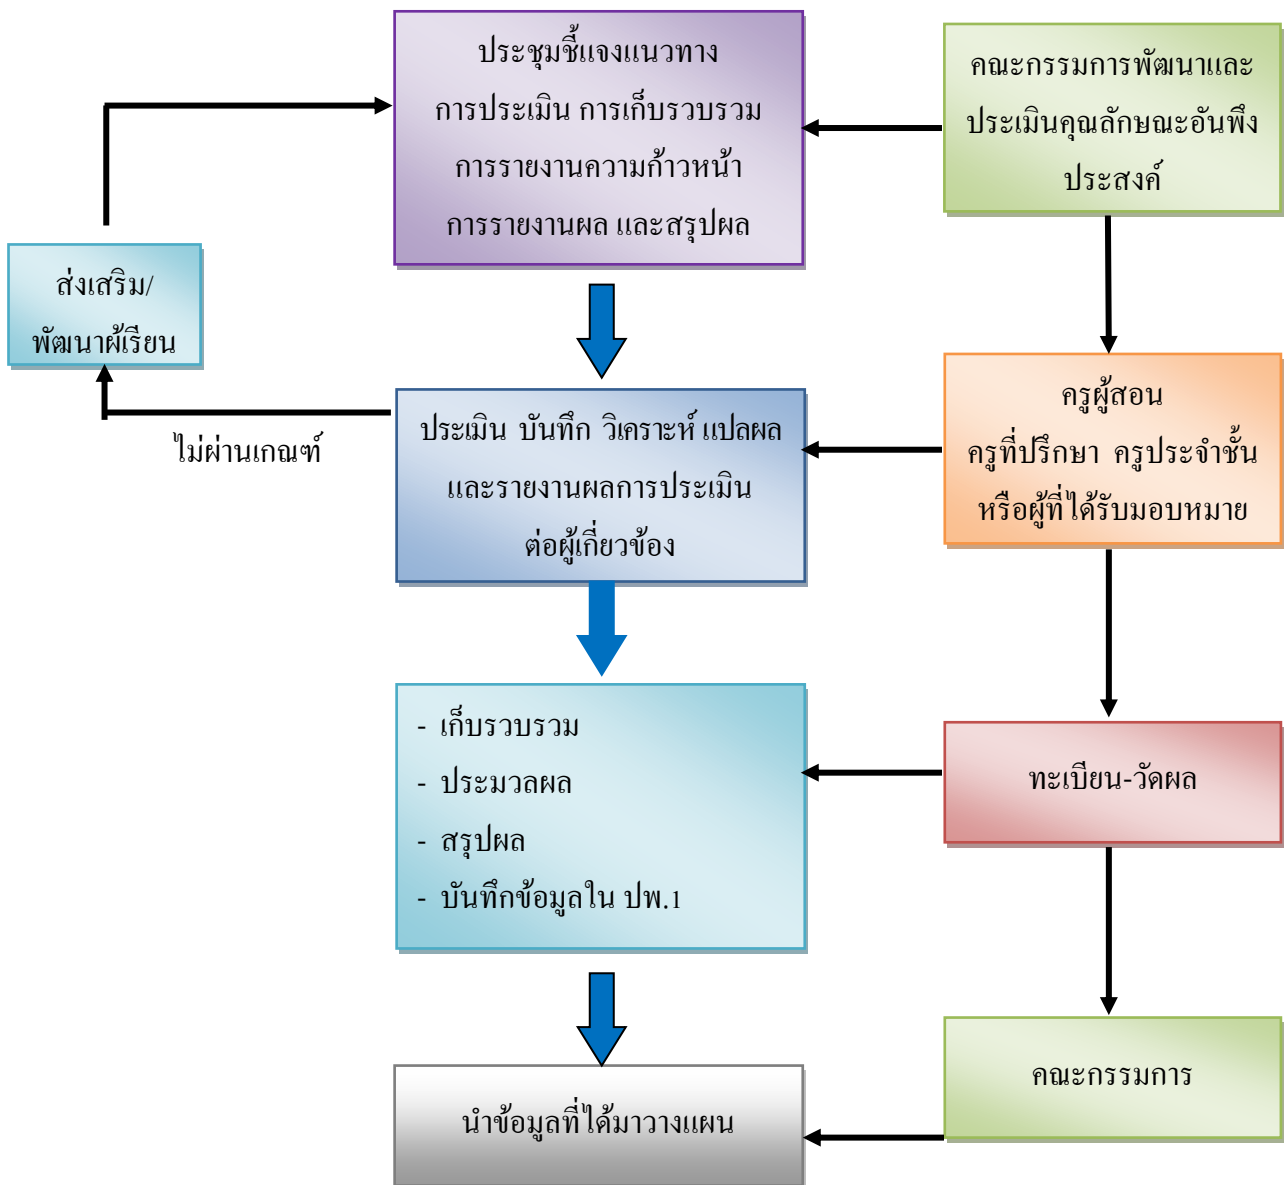 ประชุมชี้แจงแนวทาง
การประเมิน การเก็บรวบรวม
การรายงานความก้าวหน้า
การรายงานผล และสรุปผล
คณะกรรมการพัฒนาและ
ประเมินคุณลักษณะอันพึง
ประสงค์
ส่งเสริม/
พัฒนาผู้เรียน
ไม่ผ่านเกณฑ์
ประเมิน บันทึก วิเคราะห์ แปลผล
และรายงานผลการประเมิน
ต่อผู้เกี่ยวข้อง
ครูผู้สอน
ครูที่ปรึกษา ครูประจำชั้น
หรือผู้ที่ได้รับมอบหมาย
- เก็บรวบรวม
- ประมวลผล
- สรุปผล
- บันทึกข้อมูลใน ปพ.1
ทะเบียน-วัดผล
นำข้อมูลที่ได้มาวางแผน
คณะกรรมการ